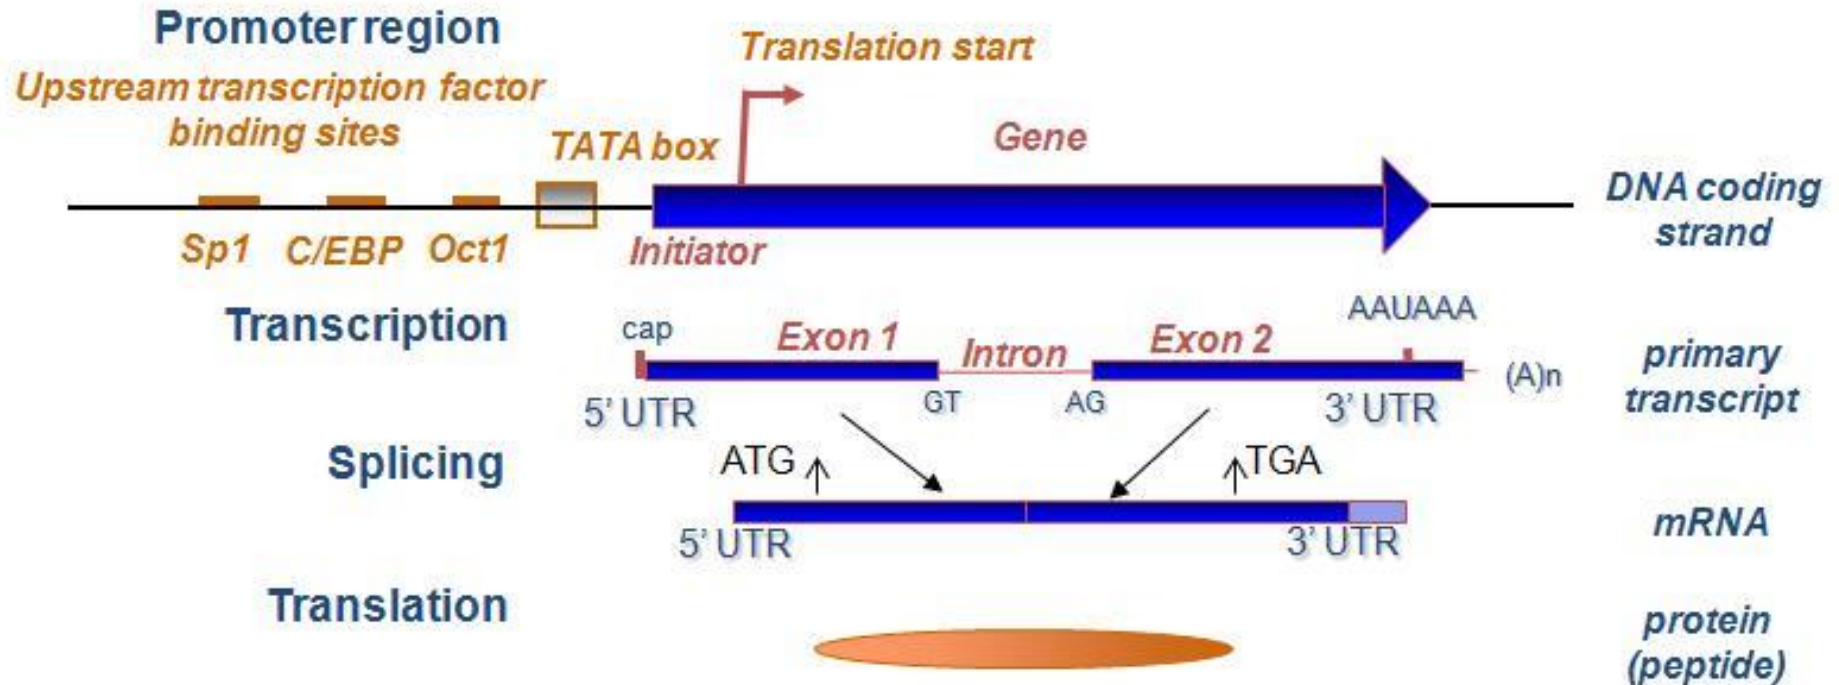 Promoter region
Upstream transcription factor
binding sites
Translation start
TATA box
Gene
DNA coding
strand
Sp1
C/EBP
Oct1
Initiator
Transcription
cap
Exon 1
Intron
Exon 2
AAUAAA
primary
transcript
(A)n
5' UTR
GT
AG
3' UTR
Splicing
ATG
TGA
5' UTR
3' UTR
mRNA
Translation
protein
(peptide)